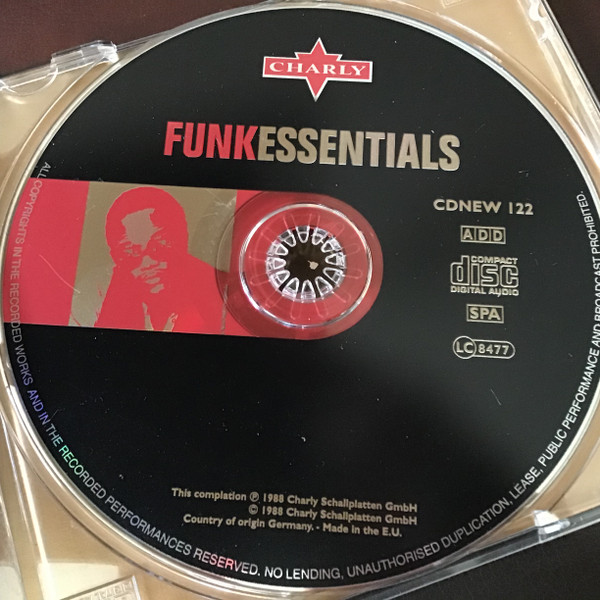 CHARLY
FUNKESSENTIALS
CDNEW 122
ADD
COMPACT
disc
DIGITAL AUDIO
SPA
LC 8477
This complation ℗ 1988 Charly Schallplatten GmbH
© 1988 Charly Schallplatten GmbH
Country of origin Germany. - Made in the E.U.
ALL COPYRIGHTS IN THE RECORDED WORKS AND IN THE RECORDED PERFORMANCES RESERVED. NO LENDING, UNAUTHORISED DUPLICATION, LEASE, PUBLIC PERFORMANCE AND BROADCAST PROHIBITED.